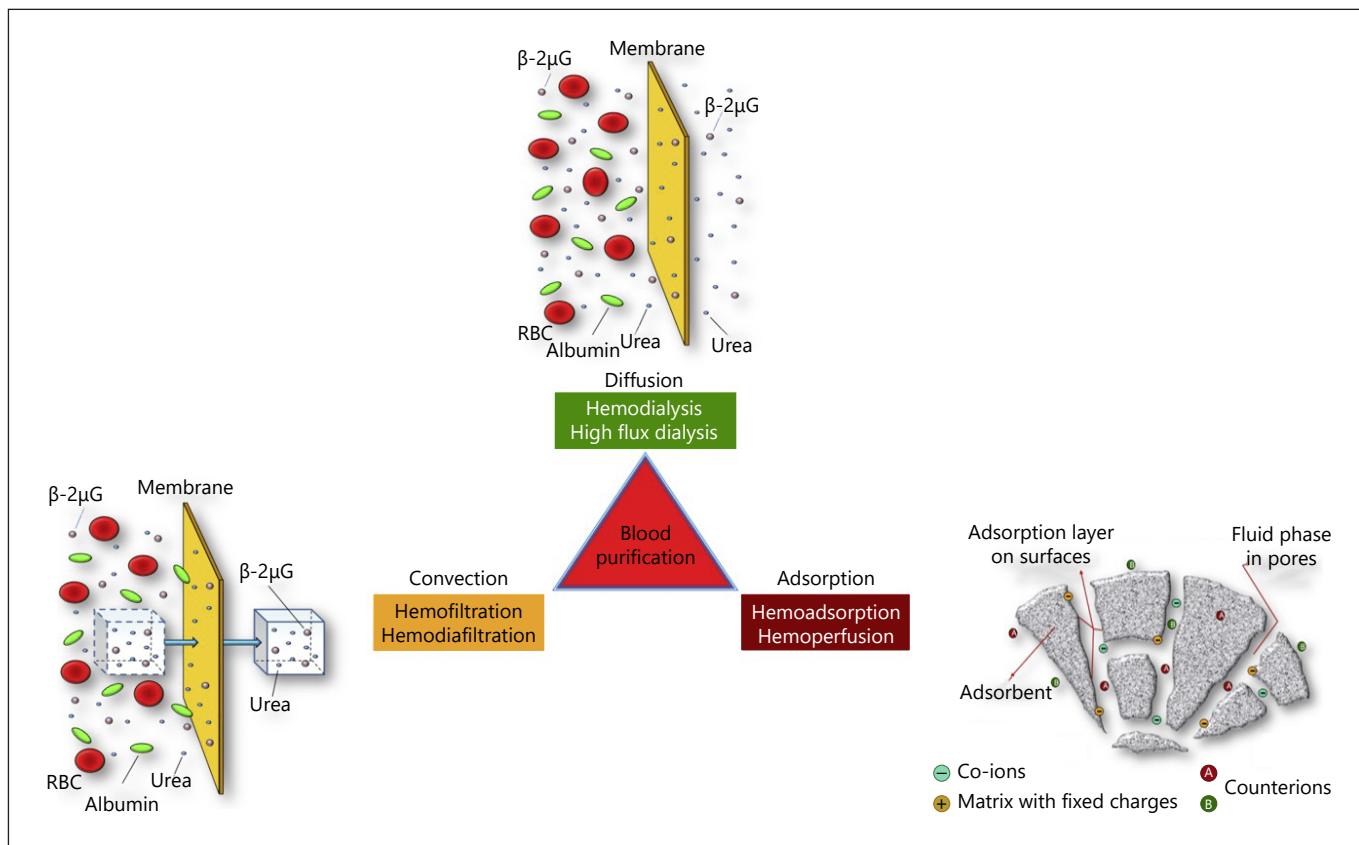 Membrane
β-2μG
β-2μG
RBC
Albumin
Urea
Urea
Diffusion
Hemodialysis
High flux dialysis
Blood
purification
Membrane
β-2μG
β-2μG
Urea
RBC
Albumin
Urea
Convection
Hemofiltration
Hemodiafiltration
Adsorption
Hemoadsorption
Hemoperfusion
Adsorption layer
on surfaces
Fluid phase
in pores
B
−
+
A
B
A
+
−
B
A
A
+
A
B
−
B
+
−
+
Adsorbent
− Co-ions
+ Matrix with fixed charges
A
B
Counterions